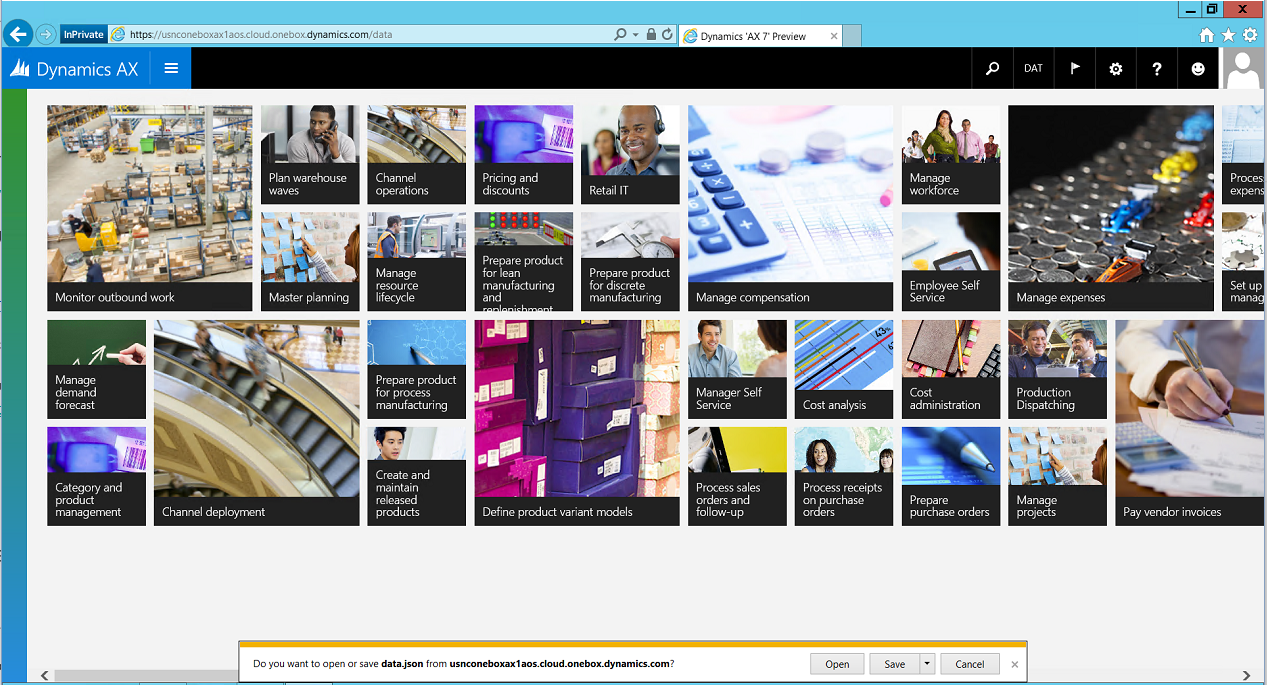 InPrivate
https://usnconeboxax1aos.cloud.onebox.dynamics.com/data
Dynamics 'AX 7' Preview
Dynamics AX
DAT
Monitor outbound work
Plan warehouse
waves
Channel
operations
Pricing and
discounts
Retail IT
Master planning
Manage
resource
lifecycle
Prepare product
for lean
manufacturing
and
replenishment
Prepare product
for discrete
manufacturing
Manage compensation
Manage
workforce
Employee Self
Service
Manage expenses
Process
expens
Set up
manag
Manage
demand
forecast
Category and
product
management
Channel deployment
Prepare product
for process
manufacturing
Create and
maintain
released
products
Define product variant models
Manager Self
Service
Cost analysis
Cost
administration
Production
Dispatching
Process sales
orders and
follow-up
Process receipts
on purchase
orders
Prepare
purchase orders
Manage
projects
Pay vendor invoices
Do you want to open or save data.json from usnconeboxax1aos.cloud.onebox.dynamics.com?
Open
Save
Cancel